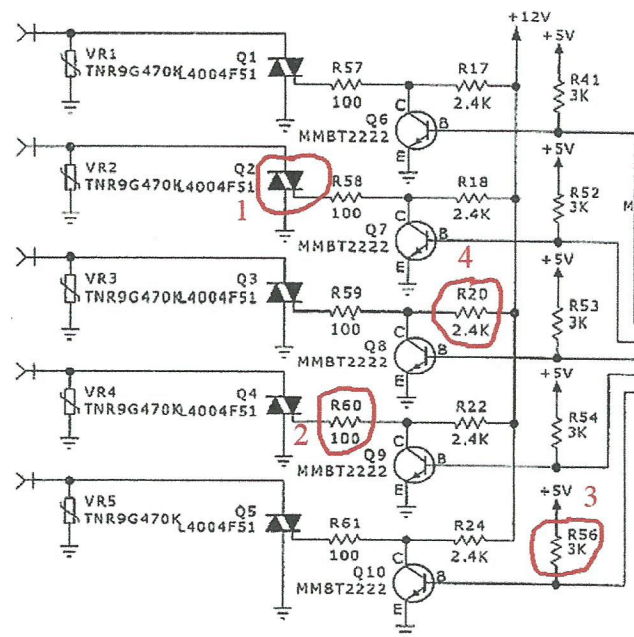 +12V
+5V
VR1
TNR9G470K
Q1
L4004F51
R57
100
R17
2.4K
R41
3K
C
Q6
B
MMBT2222
E
+5V
VR2
TNR9G470K
Q2
L4004F51
1
R58
100
R18
2.4K
R52
3K
M
C
Q7
B
MMBT2222
E
4
+5V
VR3
TNR9G470K
Q3
L4004F51
R59
100
R20
2.4K
R53
3K
C
Q8
B
MMBT2222
E
+5V
VR4
TNR9G470K
Q4
L4004F51
2
R60
100
R22
2.4K
R54
3K
C
Q9
B
MMBT2222
E
+5V
3
VR5
TNR9G470K
Q5
L4004F51
R61
100
R24
2.4K
R56
3K
C
Q10
B
MMBT2222
E